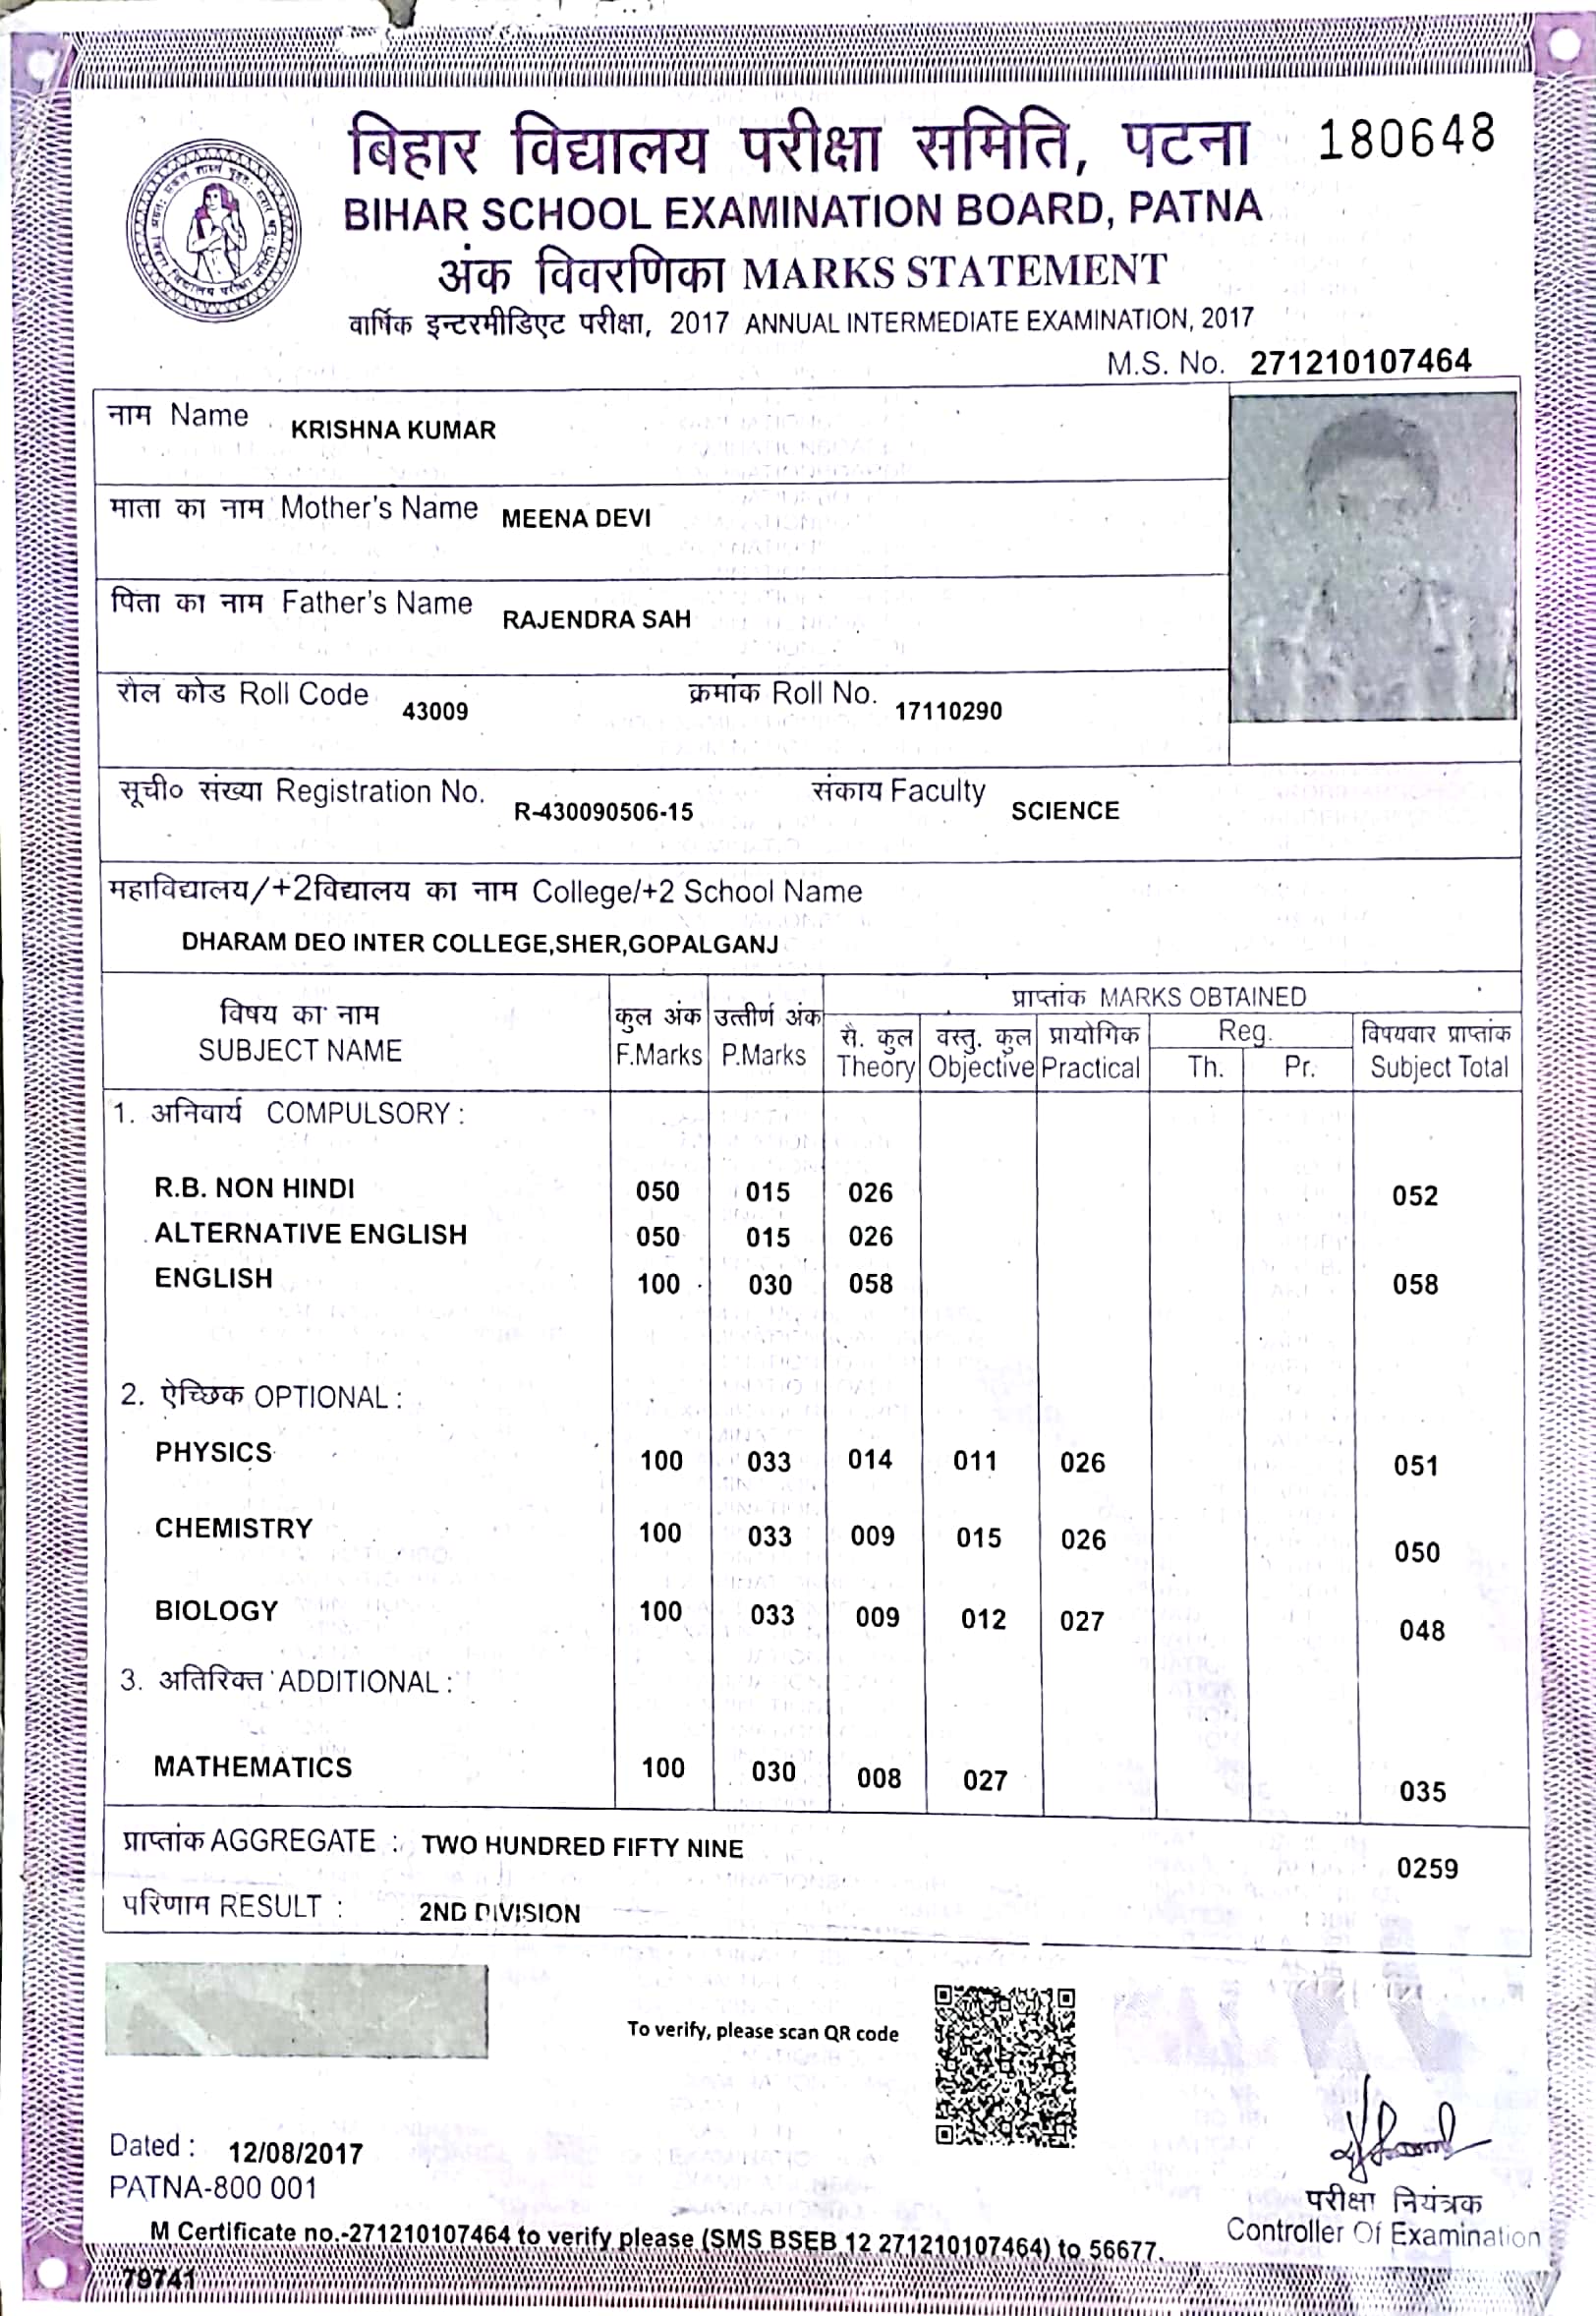 बिहार विद्यालय परीक्षा समिति, पटना 180648
BIHAR SCHOOL EXAMINATION BOARD, PATNA
अंक विवरणिका MARKS STATEMENT
वार्षिक इन्टरमीडिएट परीक्षा, 2017 ANNUAL INTERMEDIATE EXAMINATION, 2017
M.S. No. 271210107464
नाम Name KRISHNA KUMAR
माता का नाम Mother's Name MEENA DEVI
पिता का नाम Father's Name RAJENDRA SAH
रौल कोड Roll Code 43009 क्रमांक Roll No. 17110290
सूची० संख्या Registration No. R-430090506-15 संकाय Faculty SCIENCE
महाविद्यालय/+2विद्यालय का नाम College/+2 School Name
DHARAM DEO INTER COLLEGE,SHER,GOPALGANJ
प्राप्तांक MARKS OBTAINED
विषय का नाम कुल अंक उत्तीर्ण अंक सै. कुल वस्तु. कुल प्रायोगिक Reg. विषयवार प्राप्तांक
SUBJECT NAME F.Marks P.Marks Theory Objective Practical Th. Pr. Subject Total
1. अनिवार्य COMPULSORY :
R.B. NON HINDI 050 015 026 052
ALTERNATIVE ENGLISH 050 015 026
ENGLISH 100 030 058 058
2. ऐच्छिक OPTIONAL :
PHYSICS 100 033 014 011 026 051
CHEMISTRY 100 033 009 015 026 050
BIOLOGY 100 033 009 012 027 048
3. अतिरिक्त ADDITIONAL :
MATHEMATICS 100 030 008 027 035
प्राप्तांक AGGREGATE : TWO HUNDRED FIFTY NINE 0259
परिणाम RESULT : 2ND DIVISION
To verify, please scan QR code
Dated : 12/08/2017
PATNA-800 001
परीक्षा नियंत्रक
Controller Of Examination
M Certificate no.-271210107464 to verify please (SMS BSEB 12 271210107464) to 56677.
79741